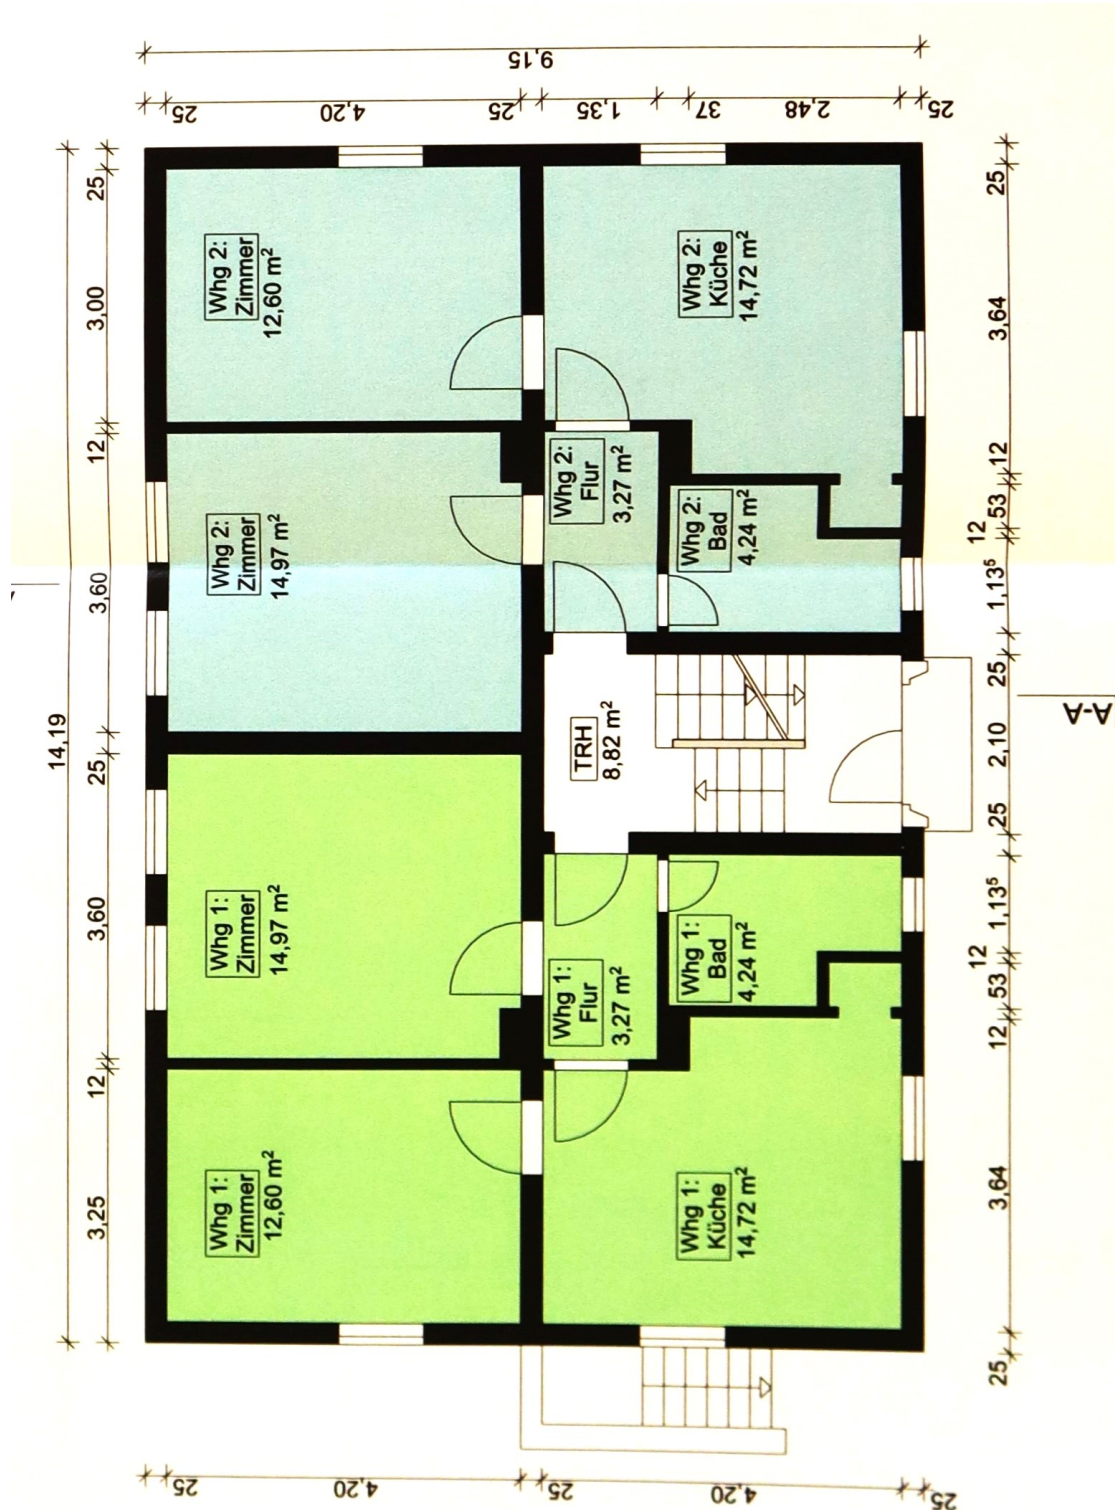 9,15
25
4,20
25
1,35
37
2,48
25
14,19
25
3,00
12
3,60
25
3,60
12
3,25
Whg 2:
Zimmer
12,60 m²
Whg 2:
Küche
14,72 m²
Whg 2:
Zimmer
14,97 m²
Whg 2:
Flur
3,27 m²
Whg 2:
Bad
4,24 m²
TRH
8,82 m²
Whg 1:
Zimmer
14,97 m²
Whg 1:
Flur
3,27 m²
Whg 1:
Bad
4,24 m²
Whg 1:
Zimmer
12,60 m²
Whg 1:
Küche
14,72 m²
25
3,64
12
53
12
1,13⁵
25
2,10
25
1,13⁵
12
53
12
3,64
25
A-A
25
4,20
25
4,20
25